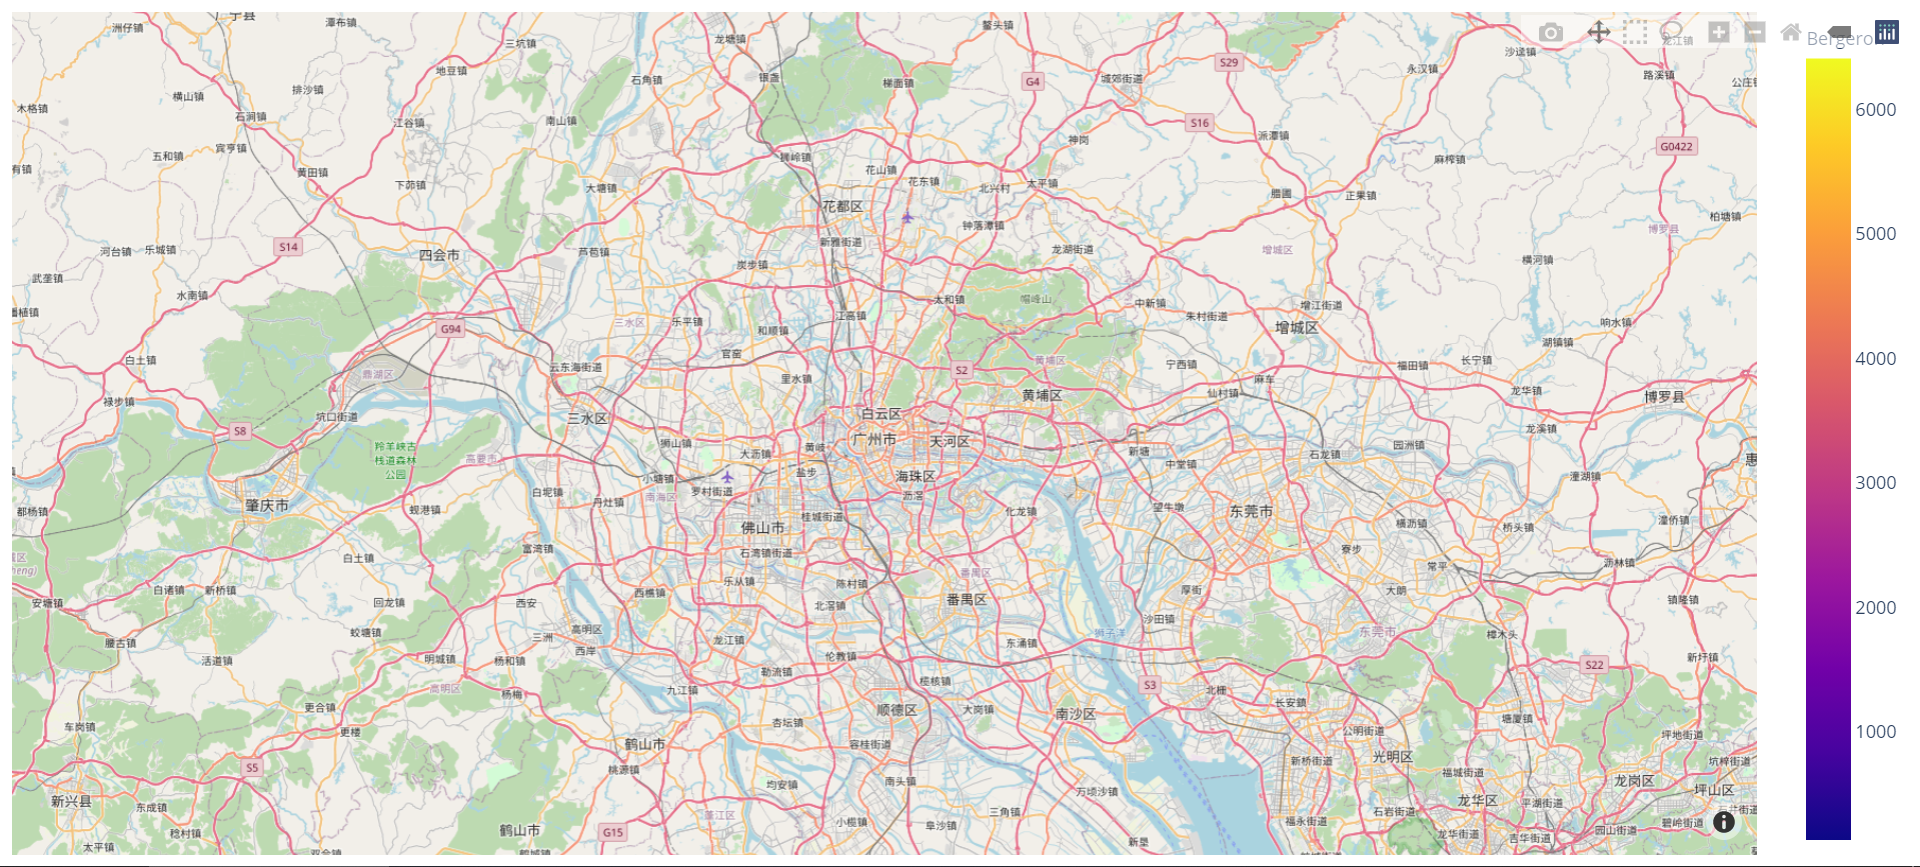 洲仔镇
潭布镇
鳌头镇
龙塘镇
三坑镇
地豆镇
石角镇
银盏
梯面镇
G4
城郊街道
S29
龙江镇
沙迳镇
永汉镇
路溪镇
横山镇
排沙镇
木格镇
石涧镇
江谷镇
南山镇
S16
派潭镇
神岗
G0422
五和镇
宾亨镇
黄田镇
狮岭镇
花山镇
花东镇
麻榨镇
下茆镇
大塘镇
北兴村
太平镇
腊圃
正果镇
花都区
柏塘镇
钟落潭镇
博罗县
S14
河台镇
乐城镇
四会市
芦苞镇
新雅街道
龙湖街道
增城区
横河镇
炭步镇
武垄镇
水南镇
太和镇
帽峰山
中新镇
增江街道
朱村街道
G94
三水区
乐平镇
和顺镇
江高镇
增城区
响水镇
湖镇镇
白土镇
鼎湖区
云东海街道
官窑
里水镇
S2
黄埔区
宁西镇
麻车
福田镇
长宁镇
龙华镇
禄步镇
坑口街道
三水区
白云区
黄埔区
仙村镇
博罗县
S8
羚羊峡古
栈道森林
公园
高要市
狮山镇
大沥镇
黄岐
广州市
天河区
新塘
园洲镇
龙溪镇
石龙镇
中堂镇
小塘镇
盐步
海珠区
潼湖镇
肇庆市
白坭镇
丹灶镇
南海区
罗村街道
沥滘
化龙镇
望牛墩
东莞市
都杨镇
蚬港镇
佛山市
桂城街道
横沥镇
桥头镇
潼侨镇
富湾镇
石湾镇街道
寮步
常平
沥林镇
白土镇
安塘镇
白诸镇
新桥镇
回龙镇
西安
西樵镇
乐从镇
陈村镇
番禺区
番禺区
北滘镇
厚街
大朗
镇隆镇
沙田镇
腰古镇
蛟塘镇
三洲
高明区
西岸
龙江镇
伦教镇
东涌镇
狮子洋
东莞市
樟木头
活道镇
明城镇
杨和镇
勒流镇
S22
新圩镇
高明区
杨梅
九江镇
榄核镇
S3
北栅
更合镇
车岗镇
更楼
杏坛镇
顺德区
大岗镇
南沙区
长安镇
塘厦镇
公明街道
坪地街道
鹤山市
容桂街道
光明区
新桥街道
坑梓街道
S5
桃源镇
均安镇
南头镇
万顷沙镇
福城街道
龙岗区
坪山区
新兴县
东成镇
龙华区
平湖街道
石岩街道
稔村镇
鹤山市
G15
蓬江区
小榄镇
阜沙镇
三角镇
福永街道
新垦
龙华街道
吉华街道
园山街道
碧岭街道
太平镇
6000
5000
4000
3000
2000
1000